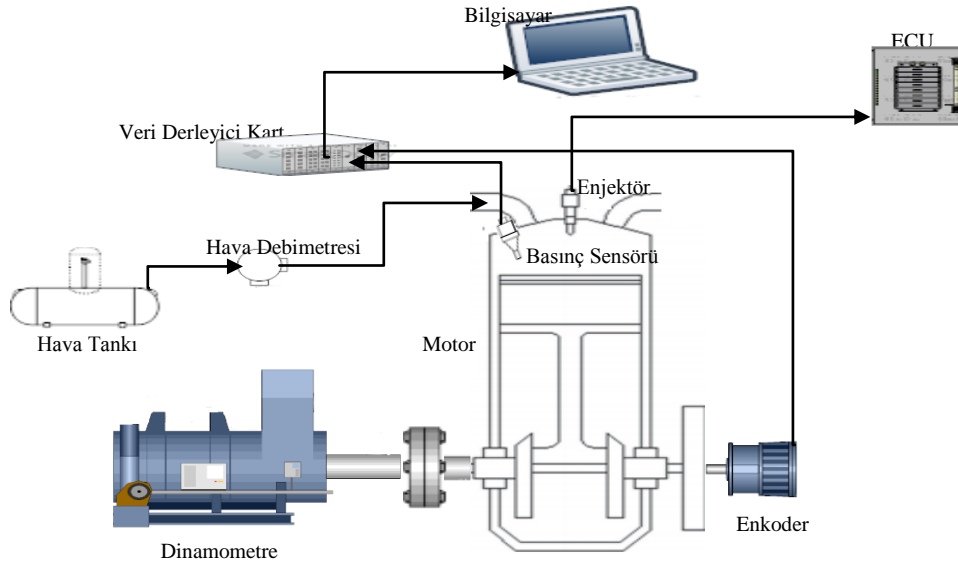 Bilgisayar
ECU
Veri Derleyici Kart
Enjektör
Hava Debimetresi
Basınç Sensörü
Hava Tankı
Motor
Enkoder
Dinamometre